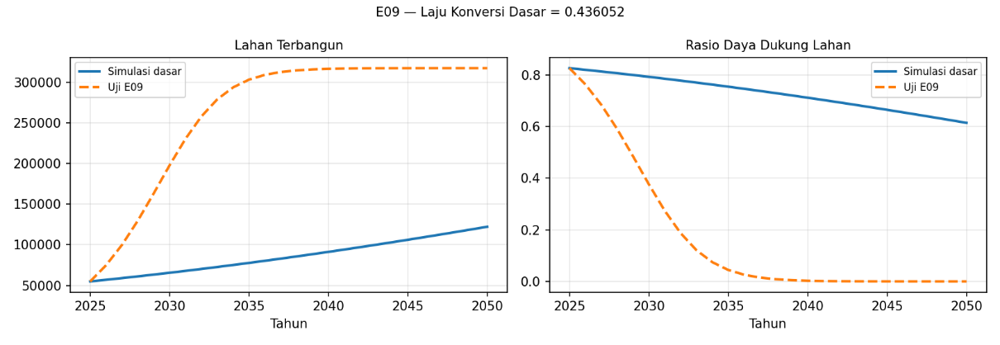 E09 — Laju Konversi Dasar = 0.436052
Lahan Terbangun
300000
250000
200000
150000
100000
50000
Simulasi dasar
Uji E09
2025 2030 2035 2040 2045 2050
Tahun
Rasio Daya Dukung Lahan
0.8
0.6
0.4
0.2
0.0
Simulasi dasar
Uji E09
2025 2030 2035 2040 2045 2050
Tahun